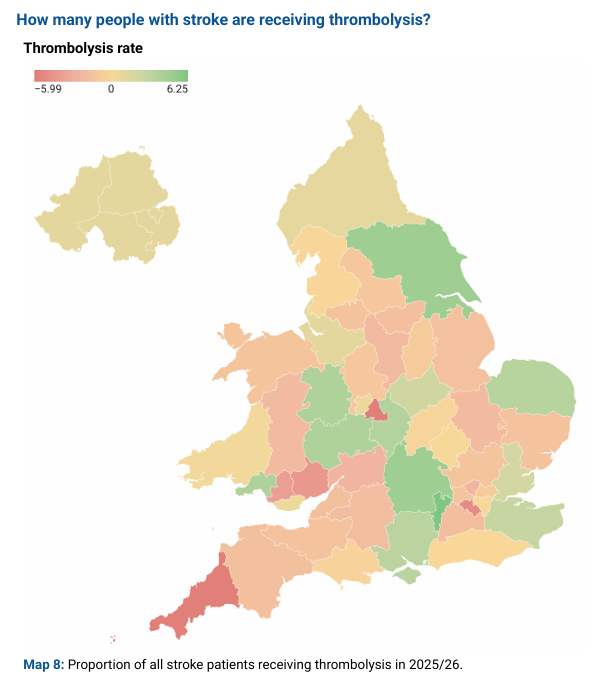 How many people with stroke are receiving thrombolysis?
Thrombolysis rate
−5.99 0 6.25
Map 8: Proportion of all stroke patients receiving thrombolysis in 2025/26.